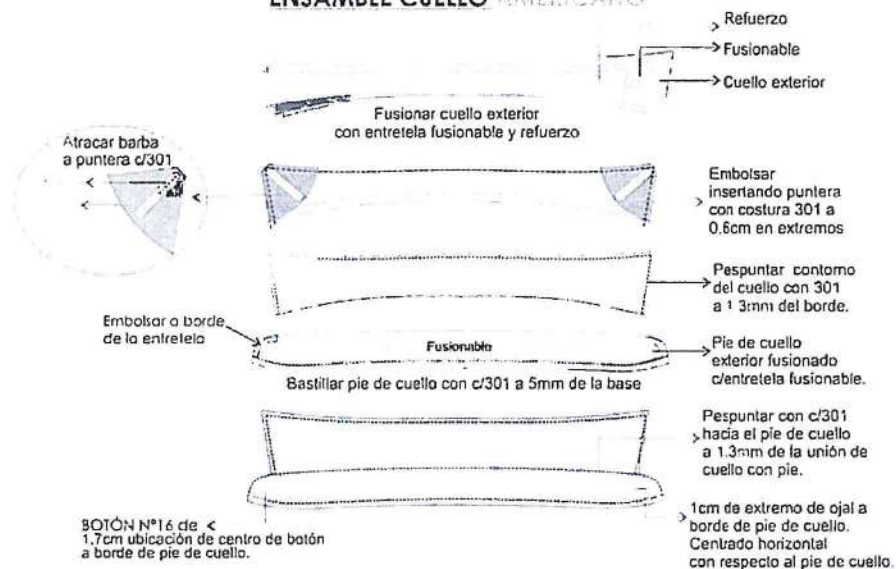 ENSAMBLE CUELLO AMERICANO
Refuerzo
Fusionable
Cuello exterior
Fusionar cuello exterior
con entretela fusionable y refuerzo
Atracar barba
a puntera c/301
Embolsar
insertando puntera
con costura 301 a
0,6cm en extremos
Pespuntar contorno
del cuello con 301
a 1 3mm del borde.
Embolsar a borde
de la entretela
Fusionable
Pie de cuello
exterior fusionado
c/entretela fusionable.
Bastillar pie de cuello con c/301 a 5mm de la base
Pespuntar con c/301
hacia el pie de cuello
a 1.3mm de la unión de
cuello con pie.
BOTÓN Nº16 de <
1,7cm ubicación de centro de botón
a borde de pie de cuello.
1cm de extremo de ojal a
borde de pie de cuello.
Centrado horizontal
con respecto al pie de cuello.